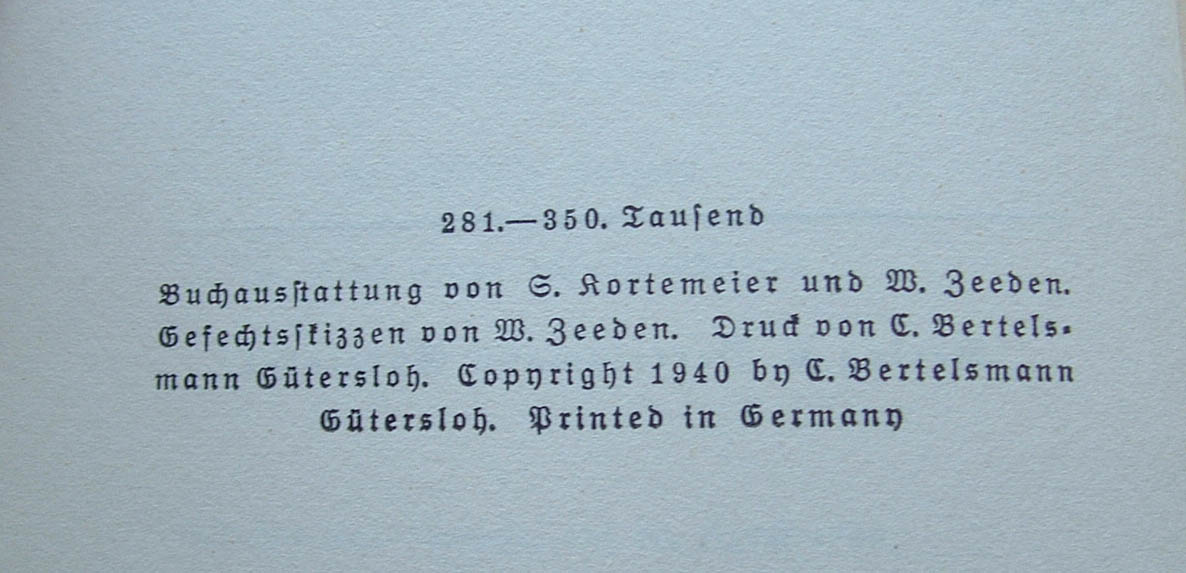 281.—350. Tauſend
Buchausſtattung von S. Kortemeier und W. Zeeden.
Gefechtsſkizzen von W. Zeeden. Druck von C. Bertels-
mann Gütersloh. Copyright 1940 by C. Bertelsmann
Gütersloh. Printed in Germany